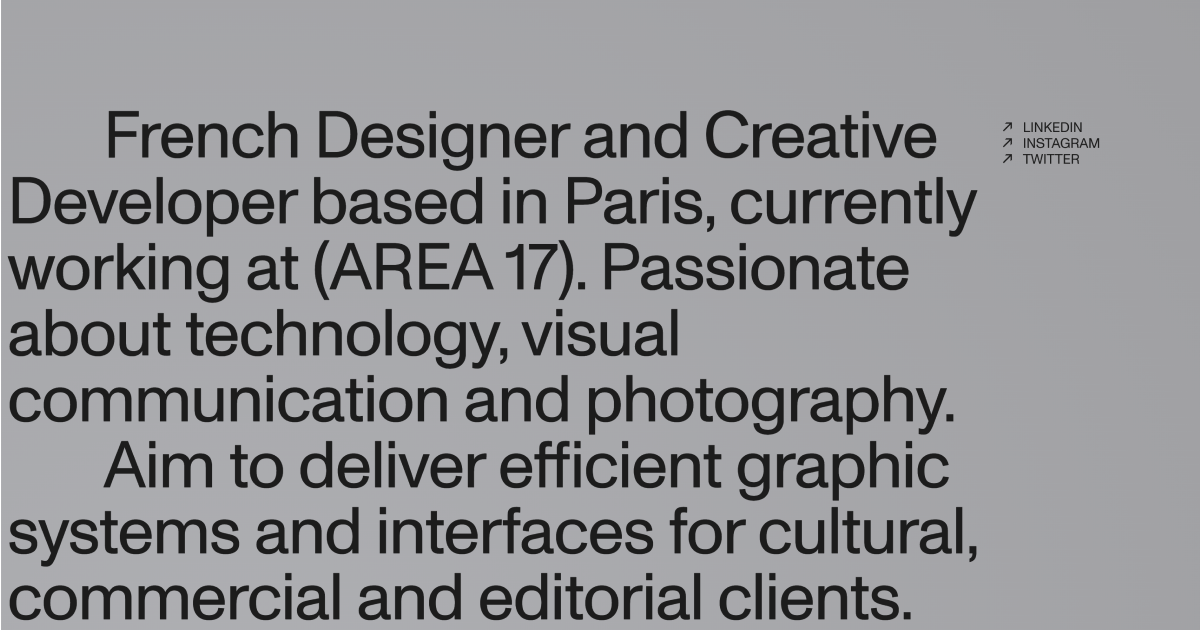 French Designer and Creative
Developer based in Paris, currently
working at (AREA 17). Passionate
about technology, visual
communication and photography.
Aim to deliver efficient graphic
systems and interfaces for cultural,
commercial and editorial clients.
↗ LINKEDIN
↗ INSTAGRAM
↗ TWITTER